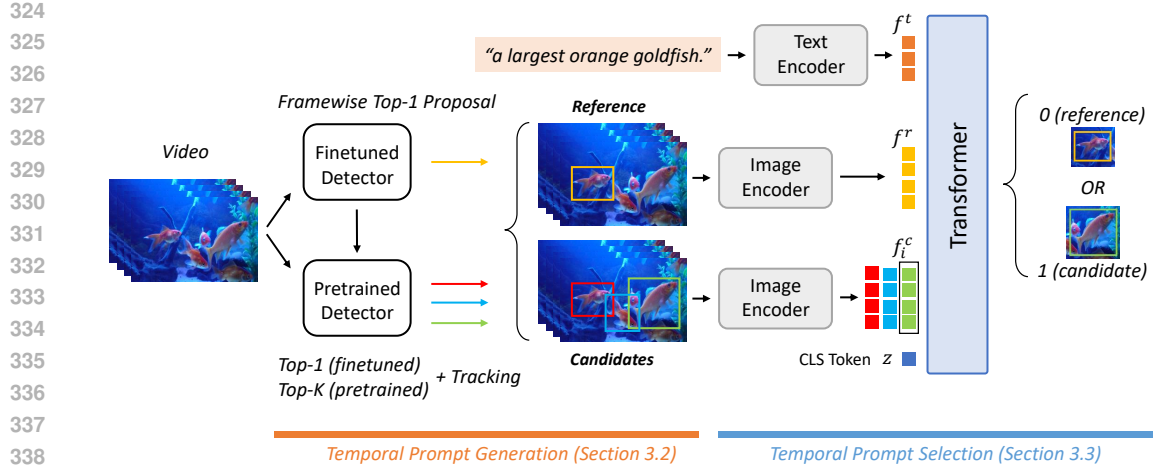 324
325
326
327
328
329
330
331
332
333
334
335
336
337
338
"a largest orange goldfish."
Text
Encoder
f^t
Framewise Top-1 Proposal
Reference
Video
Finetuned
Detector
Image
Encoder
f^r
Transformer
0 (reference)
OR
1 (candidate)
Pretrained
Detector
Image
Encoder
f_i^c
Top-1 (finetuned)
Top-K (pretrained)
+ Tracking
Candidates
CLS Token z
Temporal Prompt Generation (Section 3.2)
Temporal Prompt Selection (Section 3.3)